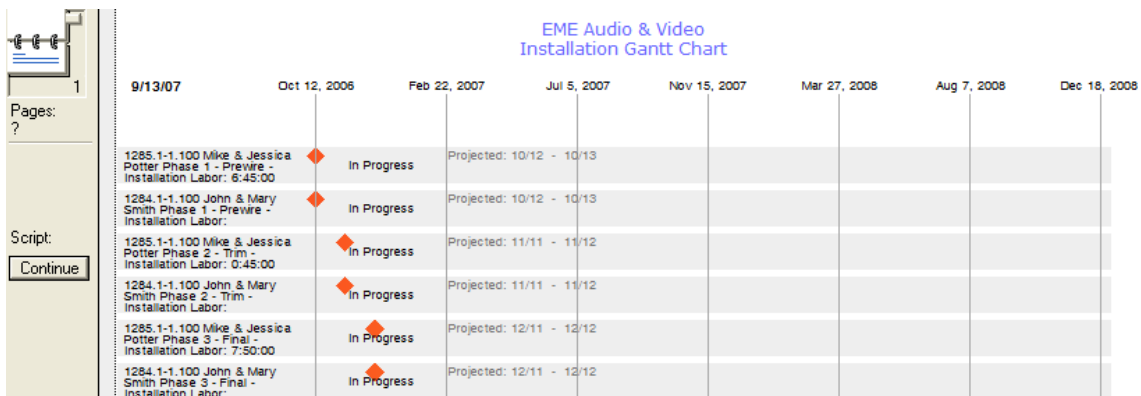 EME Audio & Video
Installation Gantt Chart
1
Pages:
?
Script:
Continue
9/13/07 Oct 12, 2006 Feb 22, 2007 Jul 5, 2007 Nov 15, 2007 Mar 27, 2008 Aug 7, 2008 Dec 18, 2008
1285.1-1.100 Mike & Jessica
Potter Phase 1 - Prewire -
Installation Labor: 6:45:00
In Progress
Projected: 10/12 - 10/13
1284.1-1.100 John & Mary
Smith Phase 1 - Prewire -
Installation Labor:
In Progress
Projected: 10/12 - 10/13
1285.1-1.100 Mike & Jessica
Potter Phase 2 - Trim -
Installation Labor: 0:45:00
In Progress
Projected: 11/11 - 11/12
1284.1-1.100 John & Mary
Smith Phase 2 - Trim -
Installation Labor:
In Progress
Projected: 11/11 - 11/12
1285.1-1.100 Mike & Jessica
Potter Phase 3 - Final -
Installation Labor: 7:50:00
In Progress
Projected: 12/11 - 12/12
1284.1-1.100 John & Mary
Smith Phase 3 - Final -
Installation Labor:
In Progress
Projected: 12/11 - 12/12